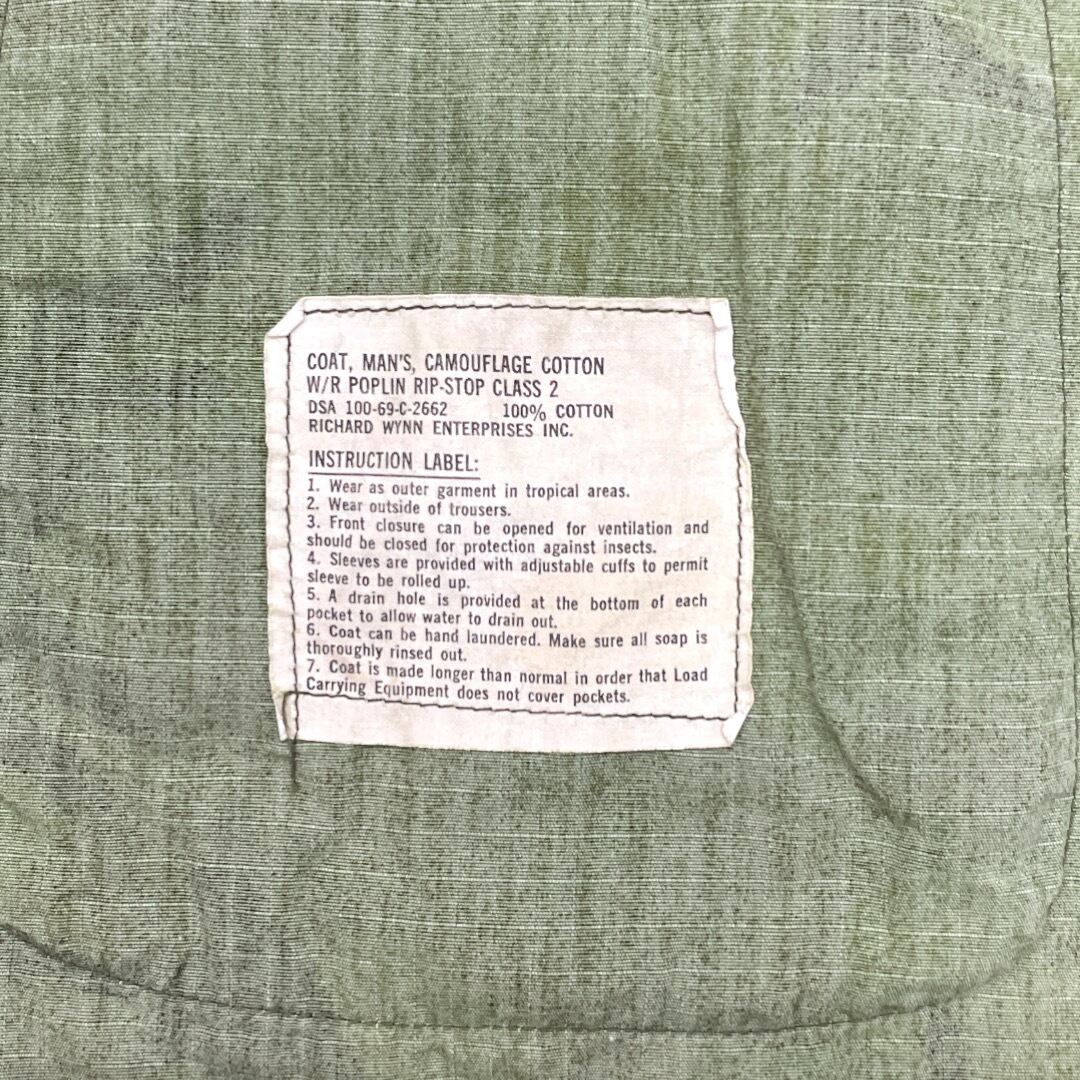 COAT, MAN'S, CAMOUFLAGE COTTON
W/R POPLIN RIP-STOP CLASS 2
DSA 100-69-C-2662 100% COTTON
RICHARD WYNN ENTERPRISES INC.
INSTRUCTION LABEL:
1. Wear as outer garment in tropical areas.
2. Wear outside of trousers.
3. Front closure can be opened for ventilation and
should be closed for protection against insects.
4. Sleeves are provided with adjustable cuffs to permit
sleeve to be rolled up.
5. A drain hole is provided at the bottom of each
pocket to allow water to drain out.
6. Coat can be hand laundered. Make sure all soap is
thoroughly rinsed out.
7. Coat is made longer than normal in order that Load
Carrying Equipment does not cover pockets.